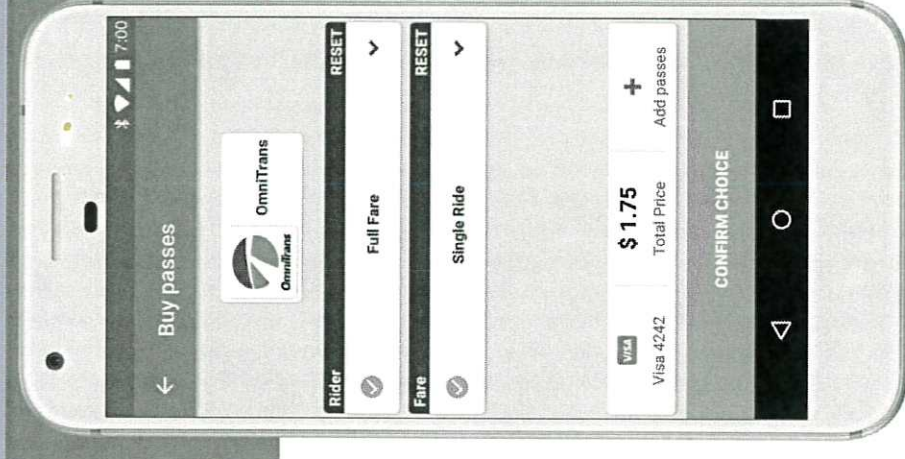 7:00
Buy passes
OmniTrans OmniTrans
Rider RESET
Full Fare
Fare RESET
Single Ride
VISA $ 1.75 +
Visa 4242 Total Price Add passes
CONFIRM CHOICE